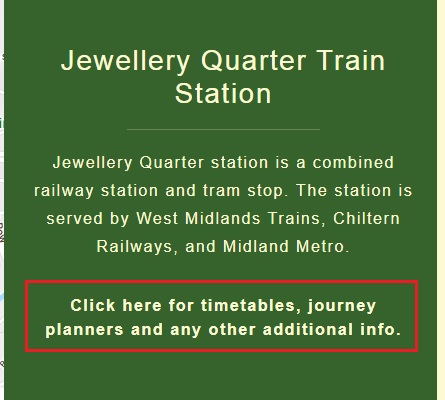 Jewellery Quarter Train
Station
Jewellery Quarter station is a combined
railway station and tram stop. The station is
served by West Midlands Trains, Chiltern
Railways, and Midland Metro.
Click here for timetables, journey
planners and any other additional info.